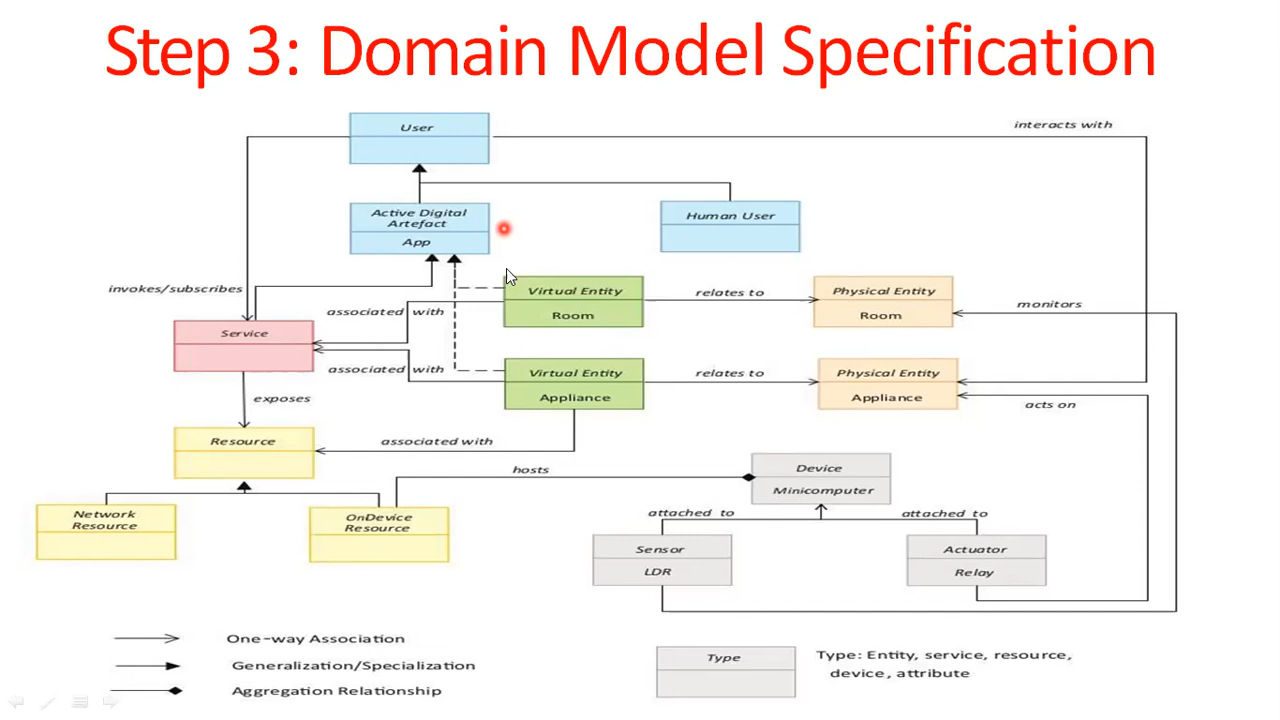 Step 3: Domain Model Specification
User
interacts with
Active Digital
Artefact
App
Human User
invokes/subscribes
Virtual Entity
Room
relates to
Physical Entity
Room
monitors
associated with
Service
associated with
Virtual Entity
Appliance
relates to
Physical Entity
Appliance
acts on
exposes
Resource
associated with
hosts
Device
Minicomputer
attached to
attached to
Network
Resource
OnDevice
Resource
Sensor
LDR
Actuator
Relay
One-way Association
Generalization/Specialization
Aggregation Relationship
Type
Type: Entity, service, resource,
device, attribute